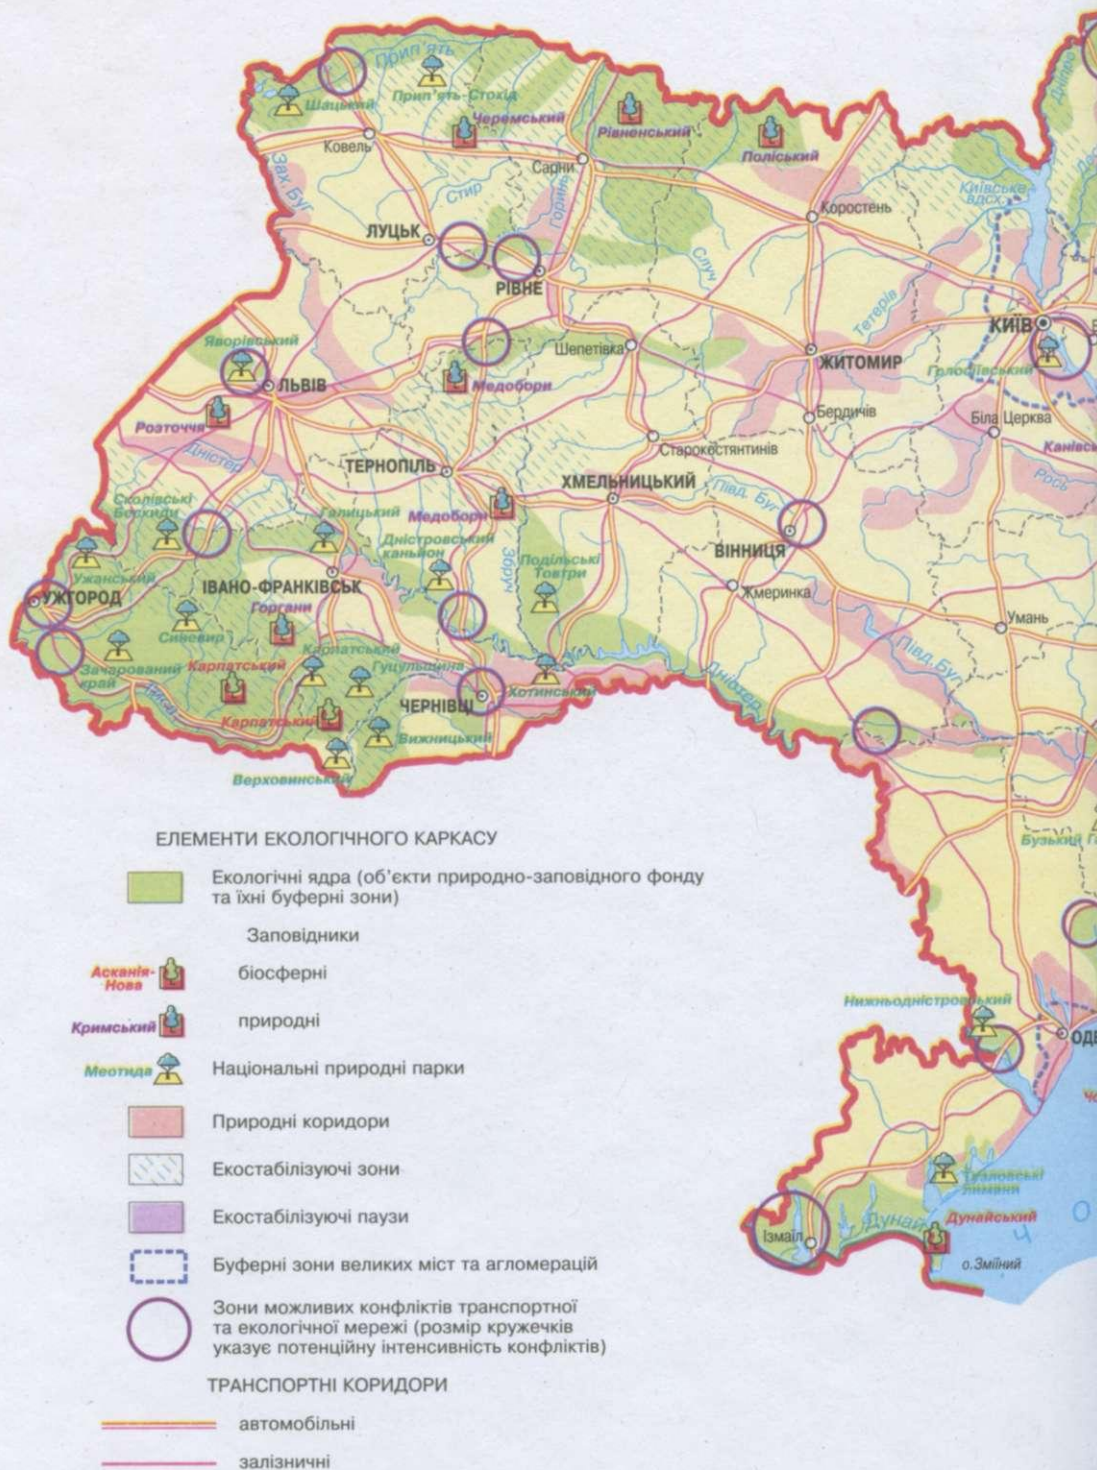 Прип'ять
Дніпро
Шацький
Прип'ять-Стохід
Черемський
Рівненський
Поліський
Ковель
Сарни
Зах. Буг
Стир
Горинь
Київське
вдсх.
Коростень
ЛУЦЬК
Случ
РІВНЕ
Тетерів
КИЇВ
Яворівський
Шепетівка
ЖИТОМИР
Голосіївський
ЛЬВІВ
Медобори
Розточчя
Бердичів
Біла Церква
Канівсь
Дністер
ТЕРНОПІЛЬ
Старокостянтинів
ХМЕЛЬНИЦЬКИЙ
Півд. Буг
Рось
Сколівські
Бескиди
Галицький
Медобори
Дністровський
каньйон
Збруч
Подільські
Товтри
ВІННИЦЯ
Ужанський
УЖГОРОД
ІВАНО-ФРАНКІВСЬК
Горгани
Жмеринка
Умань
Синевир
Карпатський
Зачарований
край
Карпатський
Гуцульщина
Півд. Буг
Тиса
Хотинський
Дністер
ЧЕРНІВЦІ
Карпатський
Вижницький
Верховинський
Бузький Г
ЕЛЕМЕНТИ ЕКОЛОГІЧНОГО КАРКАСУ
Екологічні ядра (об'єкти природно-заповідного фонду
та їхні буферні зони)
Заповідники
Асканія-
Нова
біосферні
Кримський
природні
Меотида
Національні природні парки
Природні коридори
Екостабілізуючі зони
Екостабілізуючі паузи
Буферні зони великих міст та агломерацій
Зони можливих конфліктів транспортної
та екологічної мережі (розмір кружечків
указує потенційну інтенсивність конфліктів)
ТРАНСПОРТНІ КОРИДОРИ
автомобільні
залізничні
Нижньодністровський
ОДЕ
Тузловські
лимани
Дунай
Дунайський
Ізмаїл
о.Зміїний
Ч
О